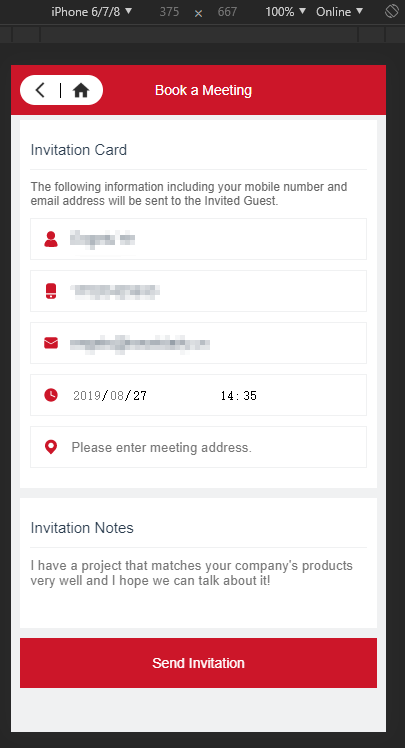 iPhone 6/7/8 ▼ 375 × 667 100% ▼ Online ▼
Book a Meeting
Invitation Card
The following information including your mobile number and
email address will be sent to the Invited Guest.
2019/08/27 14:35
Please enter meeting address.
Invitation Notes
I have a project that matches your company's products
very well and I hope we can talk about it!
Send Invitation